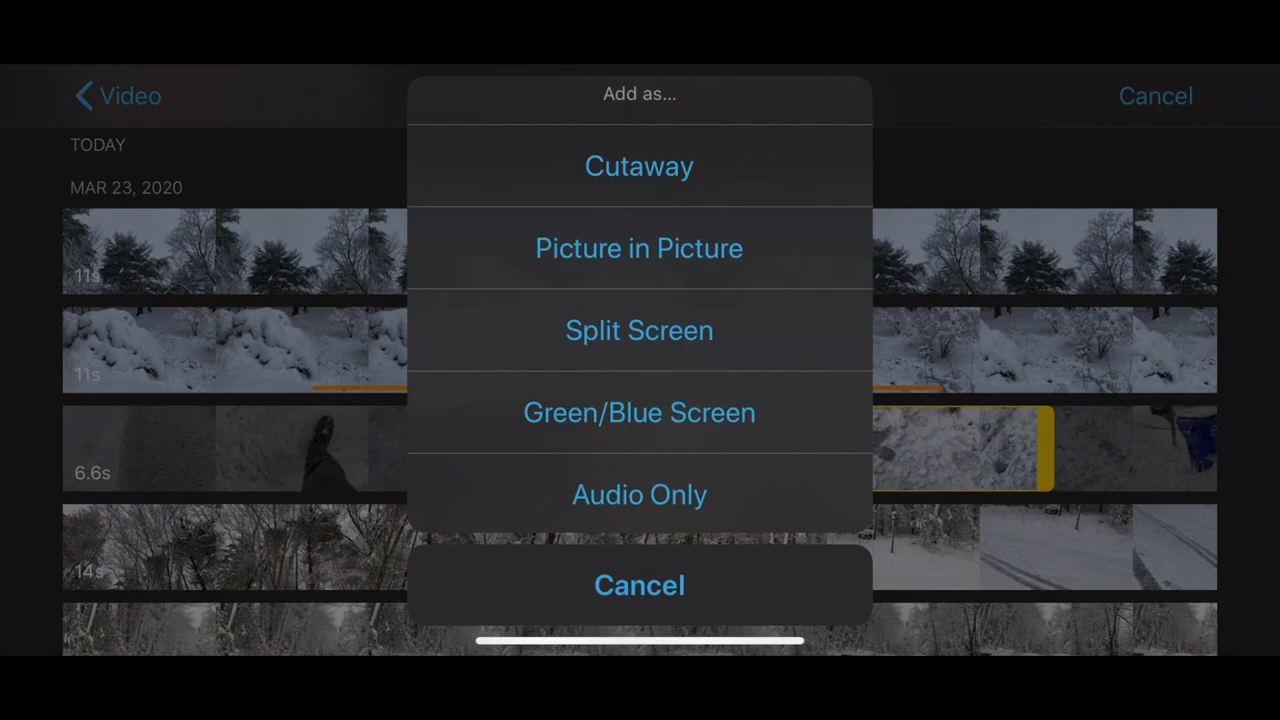 Video
Add as...
Cancel
TODAY
MAR 23, 2020
Cutaway
Picture in Picture
Split Screen
Green/Blue Screen
Audio Only
Cancel
11s
11s
6.6s
14s